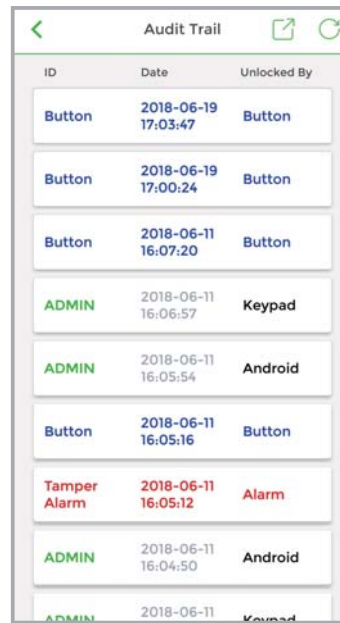 Audit Trail
ID Date Unlocked By
Button 2018-06-19 17:03:47 Button
Button 2018-06-19 17:00:24 Button
Button 2018-06-11 16:07:20 Button
ADMIN 2018-06-11 16:06:57 Keypad
ADMIN 2018-06-11 16:05:54 Android
Button 2018-06-11 16:05:16 Button
Tamper Alarm 2018-06-11 16:05:12 Alarm
ADMIN 2018-06-11 16:04:50 Android
ADMIN 2018-06-11 Keypad